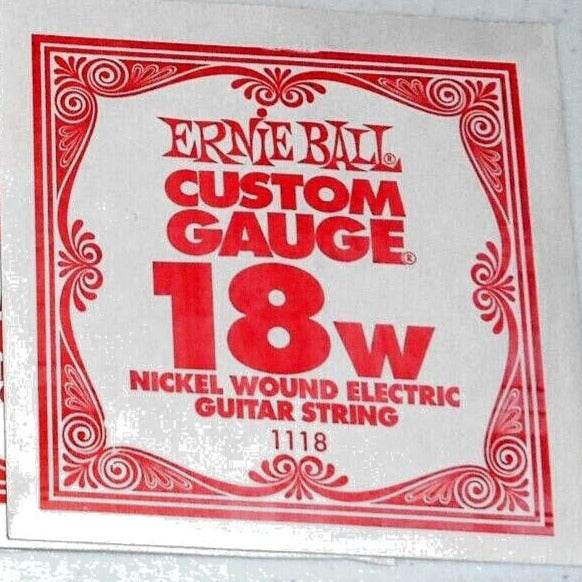 ERNIE BALL®
CUSTOM
GAUGE®
18W
NICKEL WOUND ELECTRIC
GUITAR STRING
1118